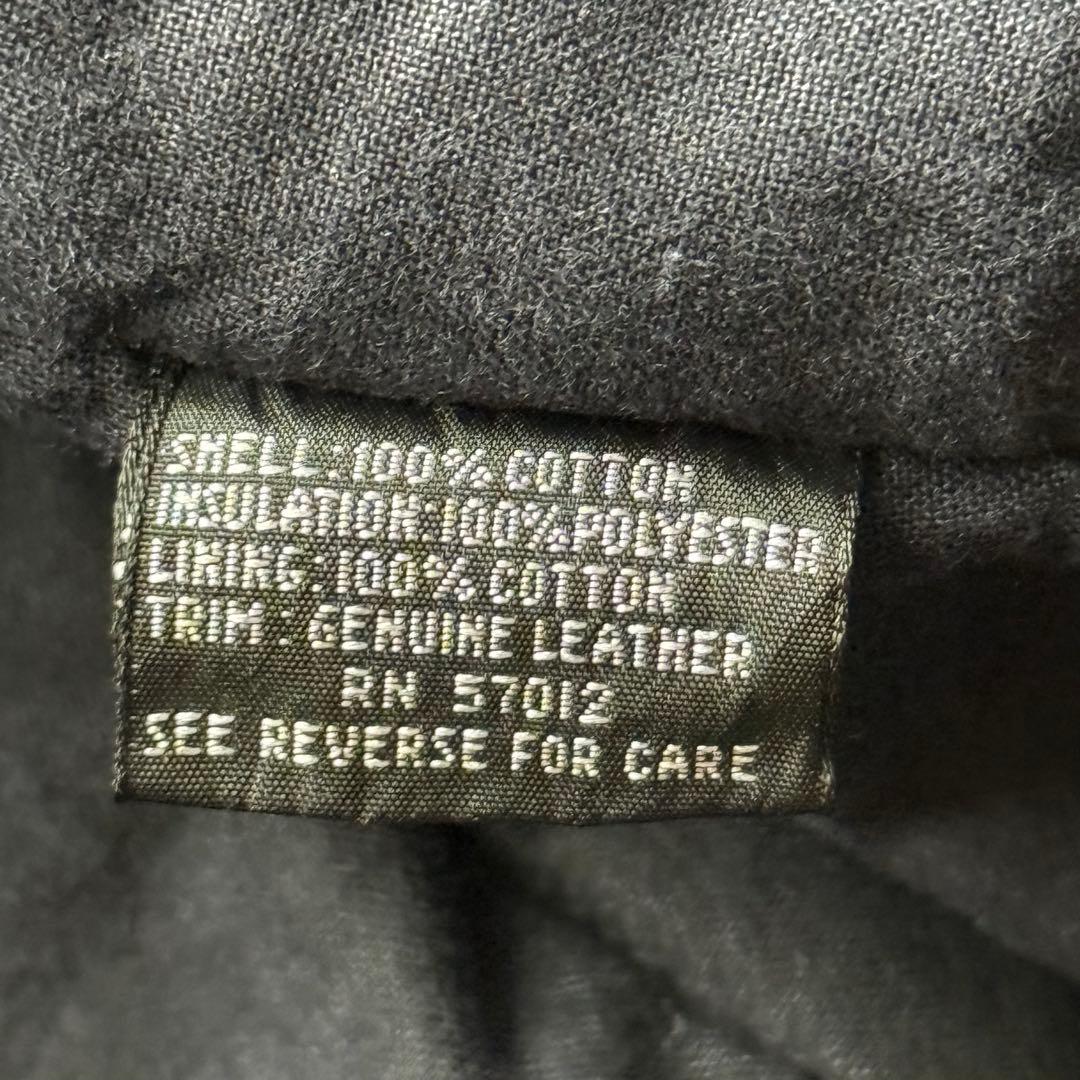 SHELL:100% COTTON
INSULATION:100%POLYESTER
LINING:100% COTTON
TRIM:GENUINE LEATHER
RN 57012
SEE REVERSE FOR CARE